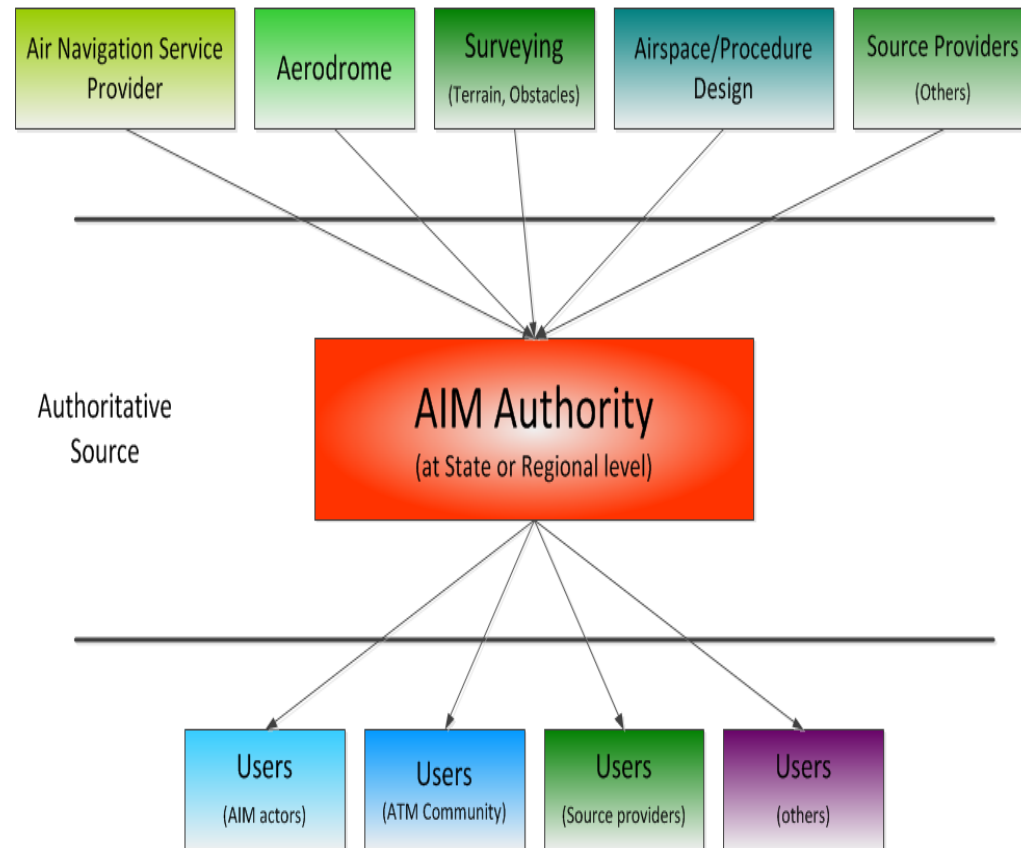 Air Navigation Service
Provider
Aerodrome
Surveying
(Terrain, Obstacles)
Airspace/Procedure
Design
Source Providers
(Others)
Authoritative
Source
AIM Authority
(at State or Regional level)
Users
(AIM actors)
Users
(ATM Community)
Users
(Source providers)
Users
(others)